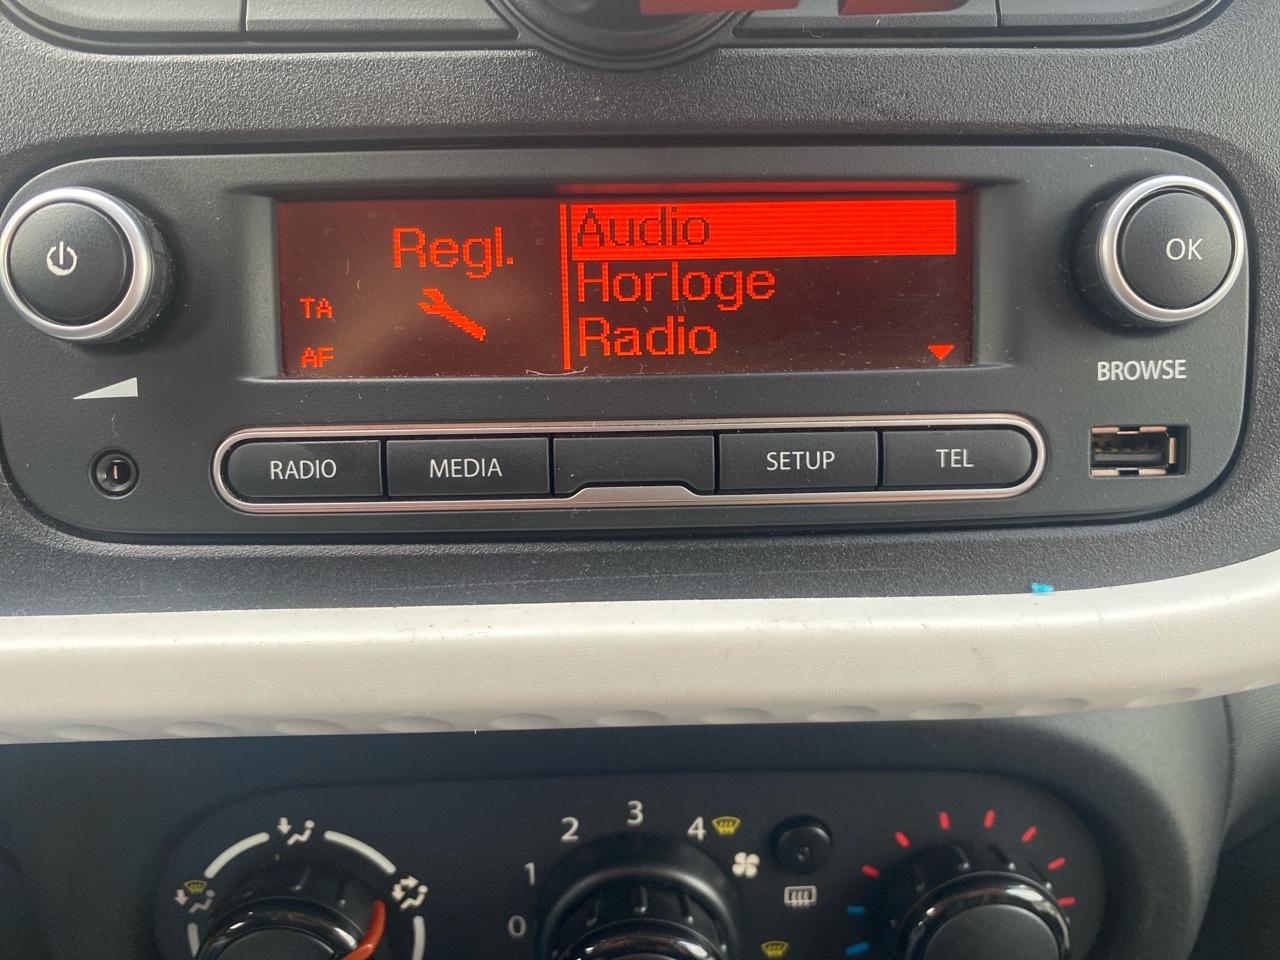 Regl.
TA
AF
Audio
Horloge
Radio
OK
BROWSE
RADIO
MEDIA
SETUP
TEL
0
1
2
3
4